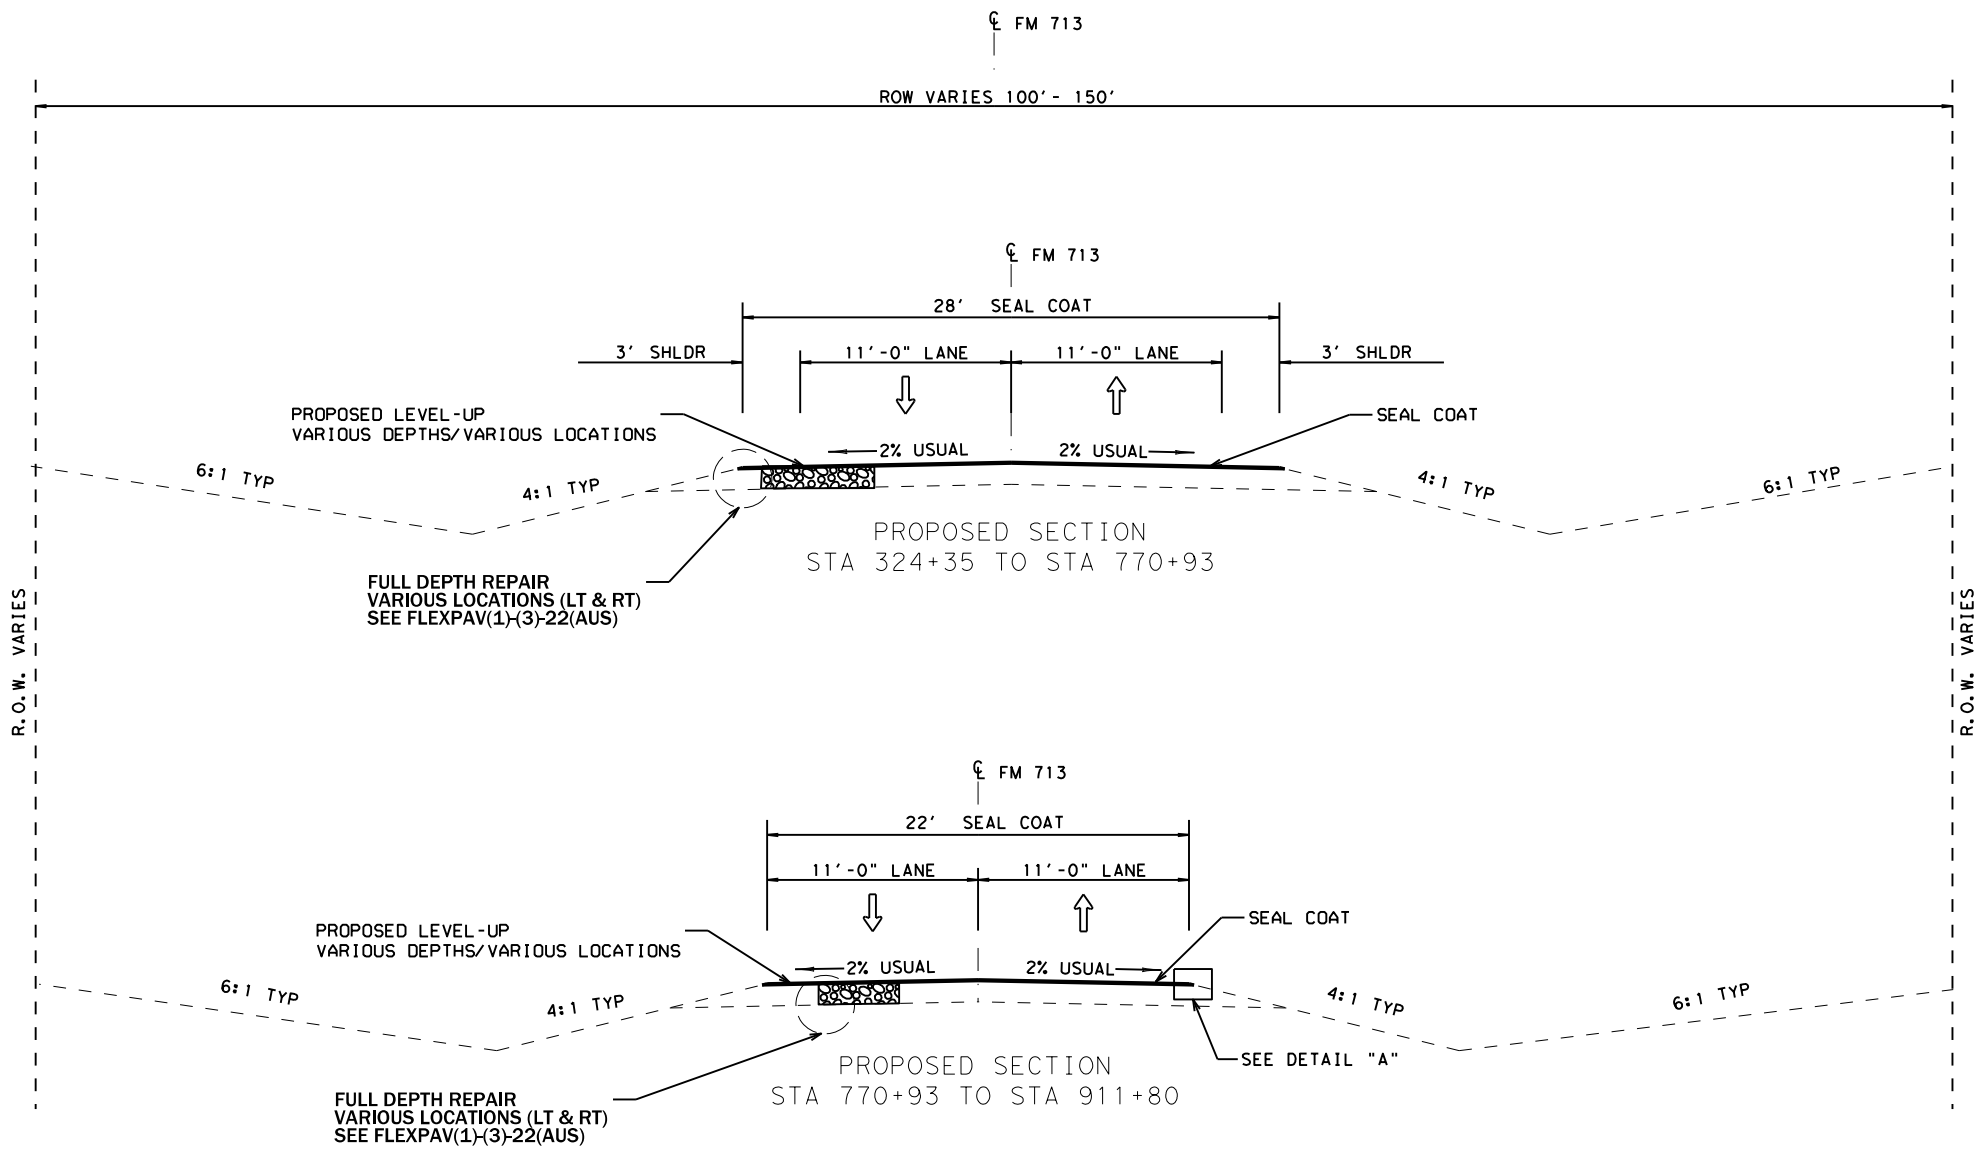 ℄ FM 713
ROW VARIES 100'- 150'
℄ FM 713
28' SEAL COAT
3' SHLDR
11'-0" LANE
11'-0" LANE
3' SHLDR
PROPOSED LEVEL-UP
VARIOUS DEPTHS/VARIOUS LOCATIONS
SEAL COAT
2% USUAL
2% USUAL
6:1 TYP
4:1 TYP
4:1 TYP
6:1 TYP
PROPOSED SECTION
STA 324+35 TO STA 770+93
FULL DEPTH REPAIR
VARIOUS LOCATIONS (LT & RT)
SEE FLEXPAV(1)-(3)-22(AUS)
R.O.W. VARIES
R.O.W. VARIES
℄ FM 713
22' SEAL COAT
11'-0" LANE
11'-0" LANE
PROPOSED LEVEL-UP
VARIOUS DEPTHS/VARIOUS LOCATIONS
SEAL COAT
2% USUAL
2% USUAL
6:1 TYP
4:1 TYP
4:1 TYP
6:1 TYP
SEE DETAIL "A"
PROPOSED SECTION
STA 770+93 TO STA 911+80
FULL DEPTH REPAIR
VARIOUS LOCATIONS (LT & RT)
SEE FLEXPAV(1)-(3)-22(AUS)